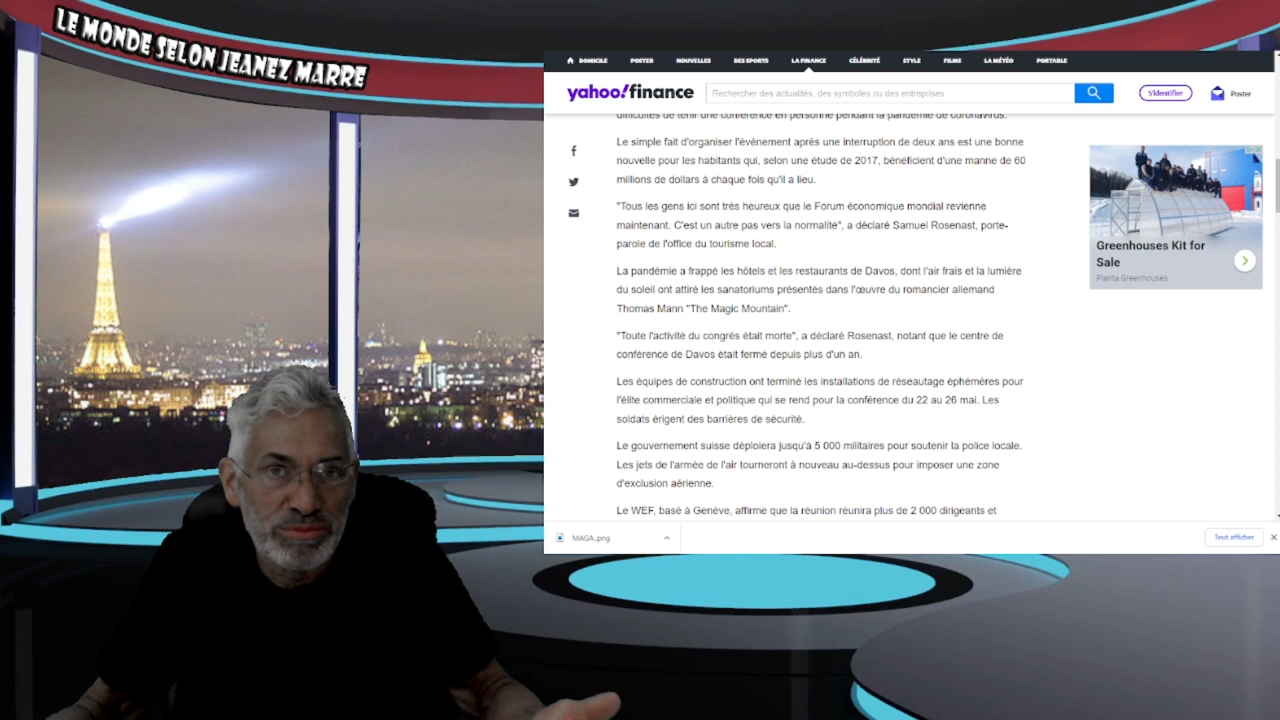 LE MONDE SELON JEANEZ MARRE
DOMICILE POSTER NOUVELLES DES SPORTS LA FINANCE CÉLÉBRITÉ STYLE FILMS LA MÉTÉO PORTABLE
yahoo!finance
Rechercher des actualités, des symboles ou des entreprises
S'identifier
Poster
difficultés de tenir une conférence en personne pendant la pandémie de coronavirus.
Le simple fait d'organiser l'événement après une interruption de deux ans est une bonne
nouvelle pour les habitants qui, selon une étude de 2017, bénéficient d'une manne de 60
millions de dollars à chaque fois qu'il a lieu.
"Tous les gens ici sont très heureux que le Forum économique mondial revienne
maintenant. C'est un autre pas vers la normalité", a déclaré Samuel Rosenast, porte-
parole de l'office du tourisme local.
La pandémie a frappé les hôtels et les restaurants de Davos, dont l'air frais et la lumière
du soleil ont attiré les sanatoriums présentés dans l'œuvre du romancier allemand
Thomas Mann "The Magic Mountain".
"Toute l'activité du congrès était morte", a déclaré Rosenast, notant que le centre de
conférence de Davos était fermé depuis plus d'un an.
Les équipes de construction ont terminé les installations de réseautage éphémères pour
l'élite commerciale et politique qui se rend pour la conférence du 22 au 26 mai. Les
soldats érigent des barrières de sécurité.
Le gouvernement suisse déploiera jusqu'à 5 000 militaires pour soutenir la police locale.
Les jets de l'armée de l'air tourneront à nouveau au-dessus pour imposer une zone
d'exclusion aérienne.
Le WEF, basé à Genève, affirme que la réunion réunira plus de 2 000 dirigeants et
Greenhouses Kit for
Sale
Planta Greenhouses
MAGA.png
Tout afficher